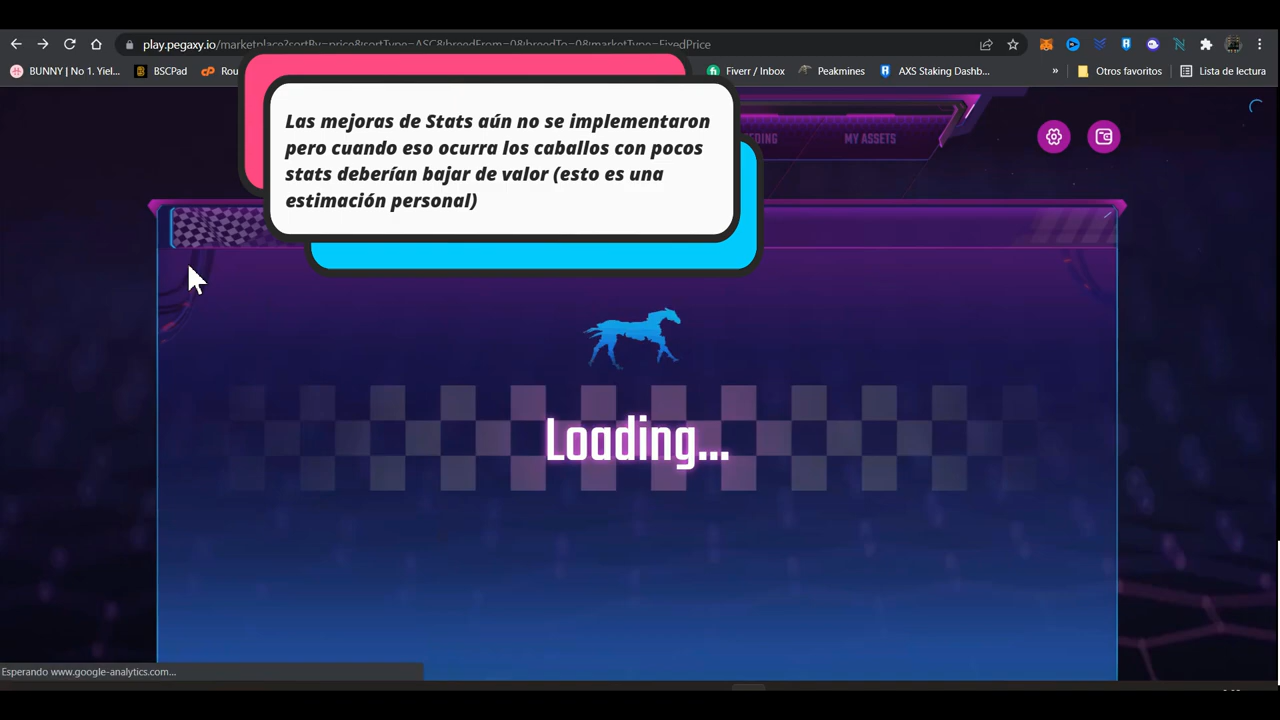 play.pegaxy.io/marketplace?sortBy=price&sortType=ASC&breedFrom=0&breedTo=0&marketType=FixedPrice
BUNNY | No 1. Yiel...
BSCPad
Rou
Fiverr / Inbox
Peakmines
AXS Staking Dashb...
»
Otros favoritos
Lista de lectura
Las mejoras de Stats aún no se implementaron
pero cuando eso ocurra los caballos con pocos
stats deberían bajar de valor (esto es una
estimación personal)
MY ASSETS
Loading...
Esperando www.google-analytics.com...